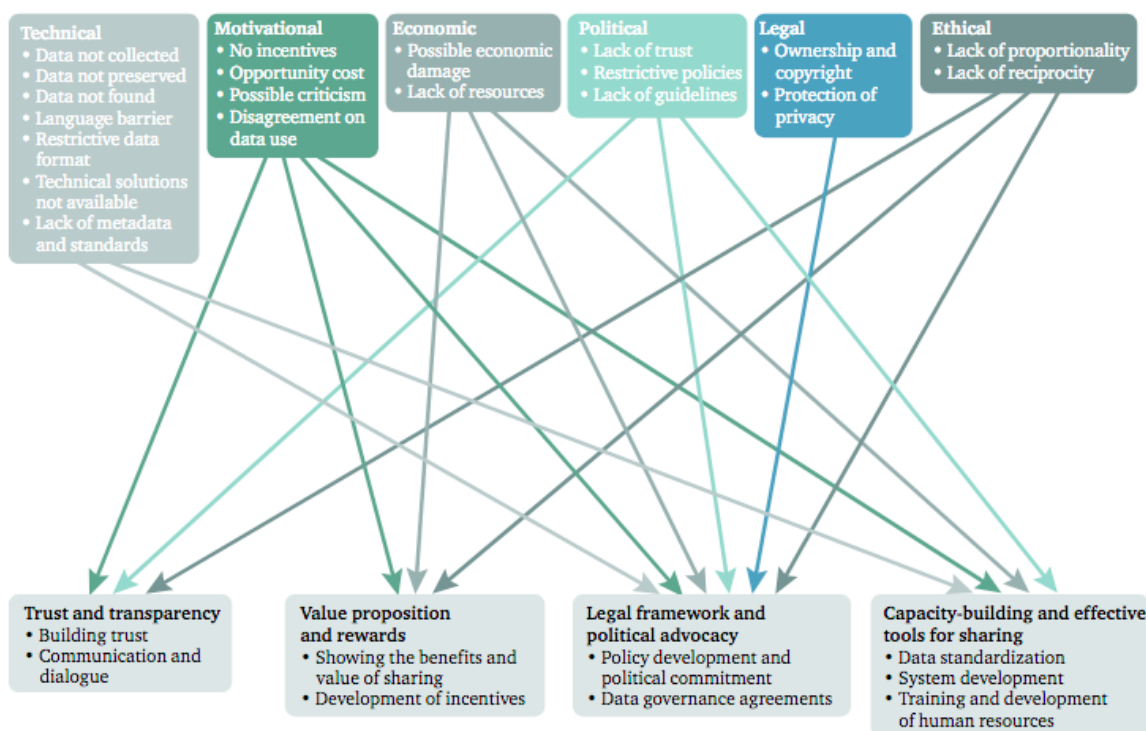 Technical
• Data not collected
• Data not preserved
• Data not found
• Language barrier
• Restrictive data
format
• Technical solutions
not available
• Lack of metadata
and standards
Motivational
• No incentives
• Opportunity cost
• Possible criticism
• Disagreement on
data use
Economic
• Possible economic
damage
• Lack of resources
Political
• Lack of trust
• Restrictive policies
• Lack of guidelines
Legal
• Ownership and
copyright
• Protection of
privacy
Ethical
• Lack of proportionality
• Lack of reciprocity
Trust and transparency
• Building trust
• Communication and
dialogue
Value proposition
and rewards
• Showing the benefits and
value of sharing
• Development of incentives
Legal framework and
political advocacy
• Policy development and
political commitment
• Data governance agreements
Capacity-building and effective
tools for sharing
• Data standardization
• System development
• Training and development
of human resources